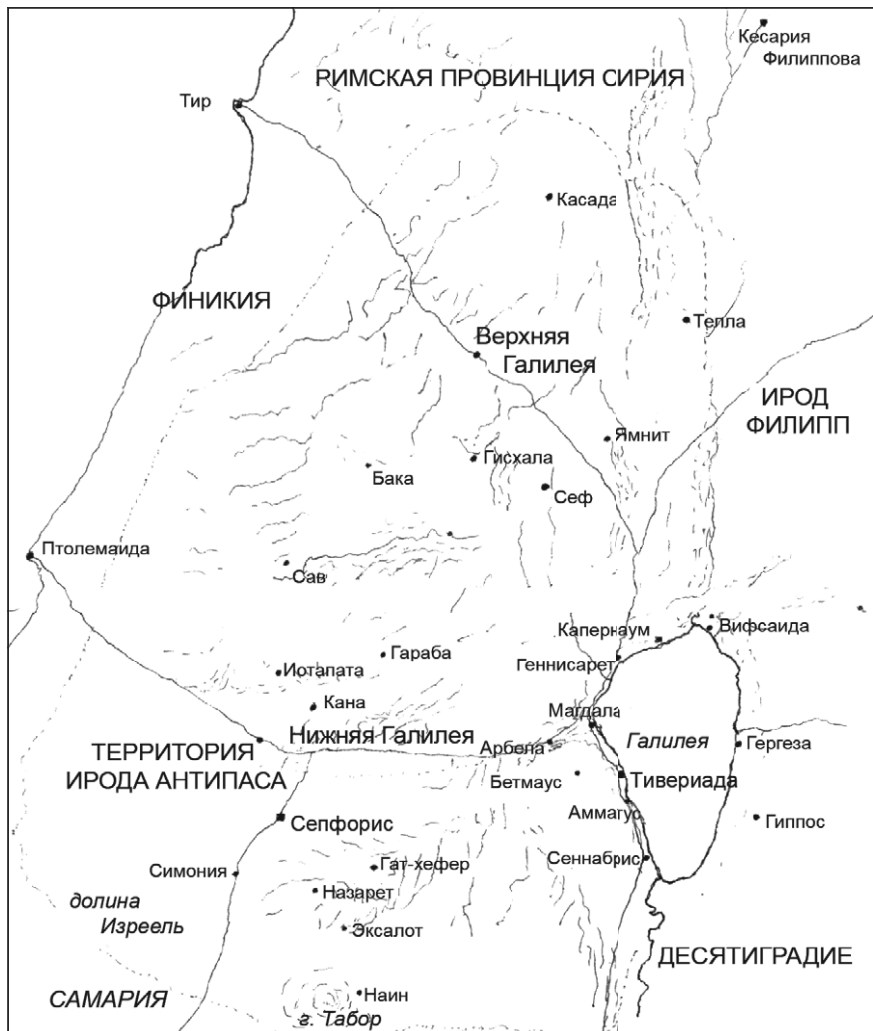 Кесария
Филиппова
РИМСКАЯ ПРОВИНЦИЯ СИРИЯ
Тир
Касада
ФИНИКИЯ
Тепла
Верхняя
Галилея
ИРОД
ФИЛИПП
Ямнит
Гисхала
Бака
Сеф
Птолемаида
Сав
Вифсаида
Капернаум
Гараба
Геннисарет
Иотапата
Кана
Магдала
Нижняя Галилея
Галилея
Арбела
Гергеза
ТЕРРИТОРИЯ
ИРОДА АНТИПАСА
Бетмаус
Тивериада
Аммагус
Сепфорис
Гиппос
Сеннабрис
Гат-хефер
Симония
Назарет
долина
Изреель
Эксалот
ДЕСЯТИГРАДИЕ
САМАРИЯ
Наин
г. Табор